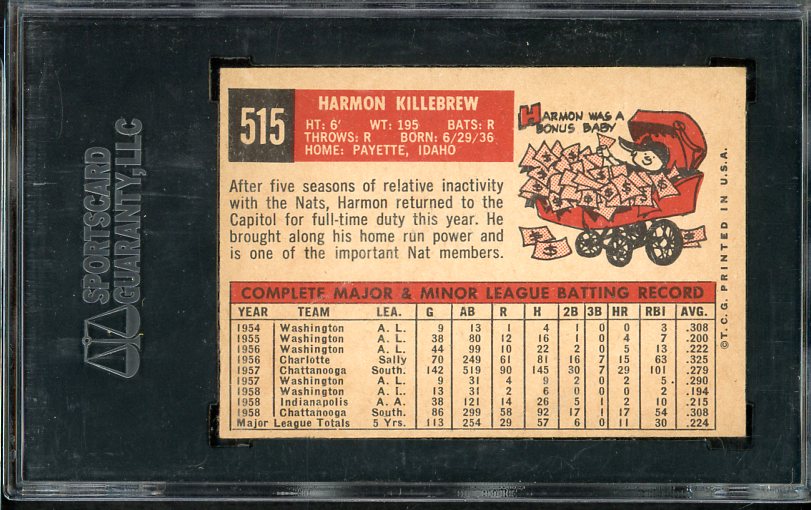 SPORTSCARD
GUARANTY, LLC
515
HARMON KILLEBREW
HT: 6' WT: 195 BATS: R
THROWS: R BORN: 6/29/36
HOME: PAYETTE, IDAHO
HARMON WAS A
BONUS BABY
After five seasons of relative inactivity
with the Nats, Harmon returned to the
Capitol for full-time duty this year. He
brought along his home run power and
is one of the important Nat members.
COMPLETE MAJOR & MINOR LEAGUE BATTING RECORD
YEAR TEAM LEA. G AB R H 2B 3B HR RBI AVG.
1954 Washington A. L. 9 13 1 4 1 0 0 3 .308
1955 Washington A. L. 38 80 12 16 1 0 4 7 .200
1956 Washington A. L. 44 99 10 22 2 0 5 13 .222
1956 Charlotte Sally 70 249 61 81 16 7 15 63 .325
1957 Chattanooga South. 142 519 90 145 30 7 29 101 .279
1957 Washington A. L. 9 31 4 9 2 0 2 5 .290
1958 Washington A. L. 13 31 2 6 0 0 0 2 .194
1958 Indianapolis A. A. 38 121 14 26 5 1 2 10 .215
1958 Chattanooga South. 86 299 58 92 17 1 17 54 .308
Major League Totals 5 Yrs. 113 254 29 57 6 0 11 30 .224
©T.C.G. PRINTED IN U.S.A.